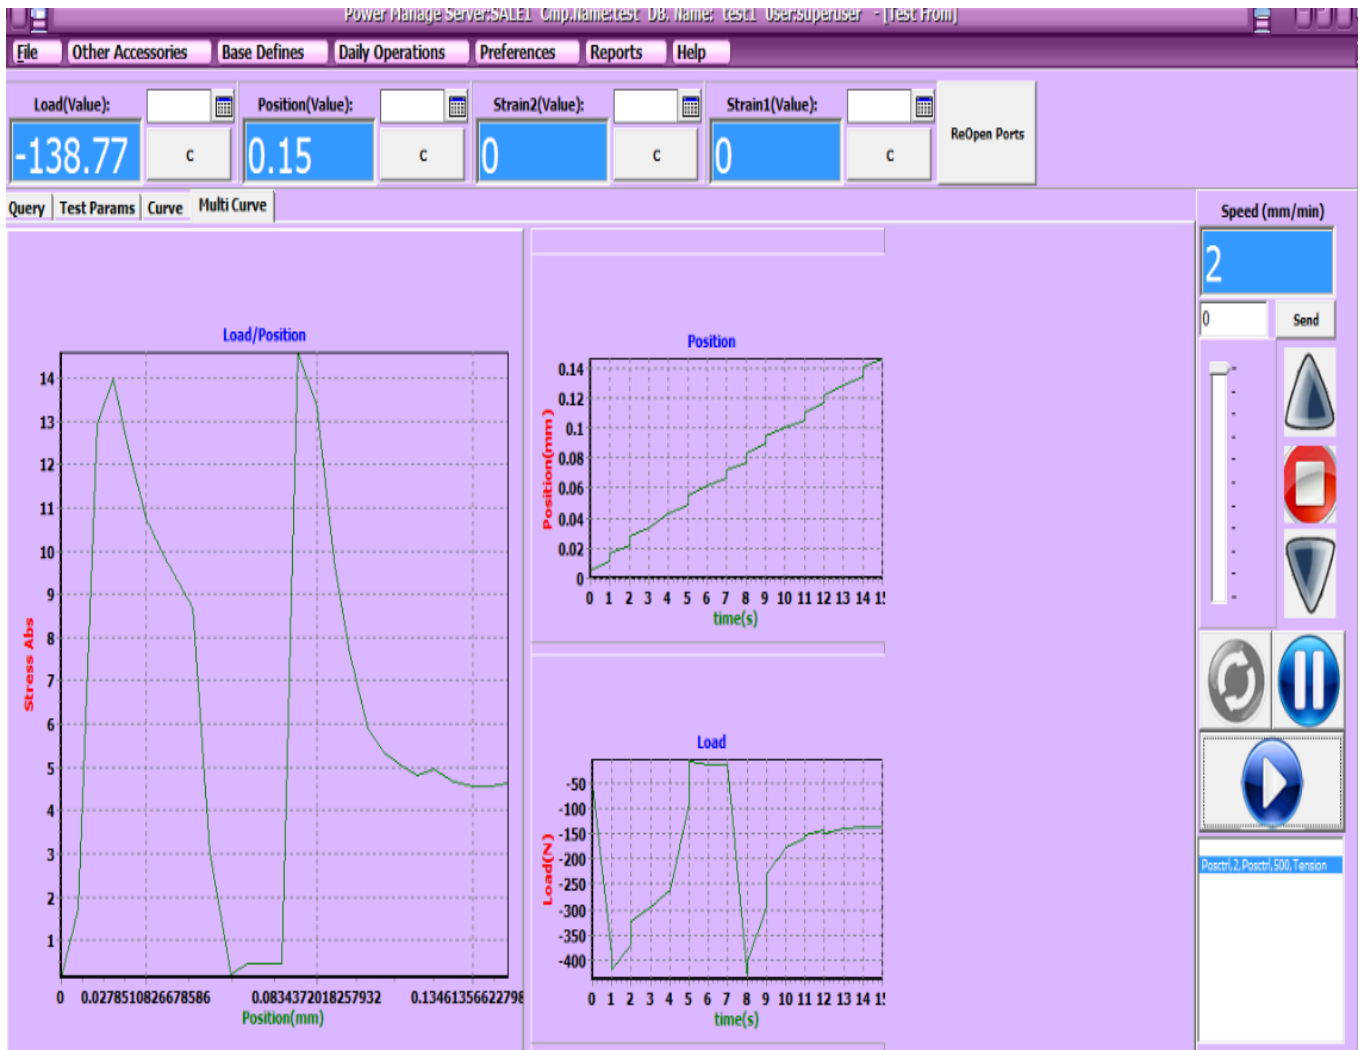 Power Manage Server:SALE1 Cmp.Name:test DB. Name: test1 User:superuser - [Test From]
File Other Accessories Base Defines Daily Operations Preferences Reports Help
Load(Value): Position(Value): Strain2(Value): Strain1(Value):
-138.77 C 0.15 C 0 C 0 C ReOpen Ports
Query Test Params Curve Multi Curve
Speed (mm/min)
2
0 Send
Load/Position
14
13
12
11
10
9
8
7
6
5
4
3
2
1
Stress Abs
0 0.0278510826678586 0.0834372018257932 0.13461356622798
Position(mm)
Position
0.14
0.12
0.1
0.08
0.06
0.04
0.02
0
Position(mm)
0 1 2 3 4 5 6 7 8 9 10 11 12 13 14 15
time(s)
Load
-50
-100
-150
-200
-250
-300
-350
-400
Load(N)
0 1 2 3 4 5 6 7 8 9 10 11 12 13 14 15
time(s)
Posctrl,2,Posctrl,500,Tension